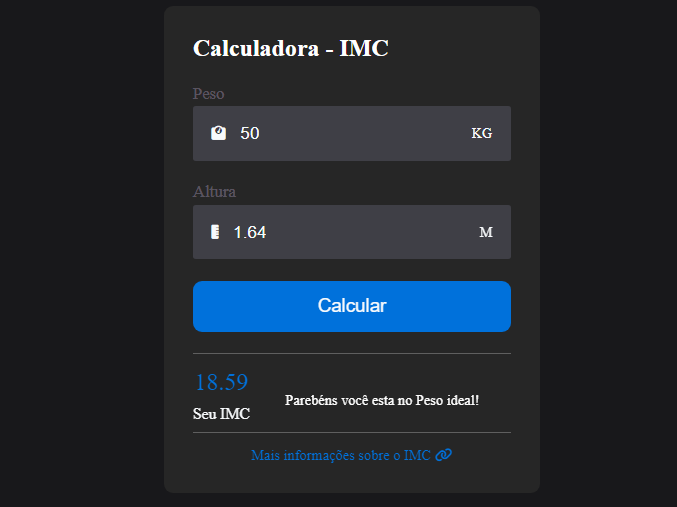 Calculadora - IMC
Peso
50 KG
Altura
1.64 M
Calcular
18.59
Seu IMC
Parebéns você esta no Peso ideal!
Mais informações sobre o IMC